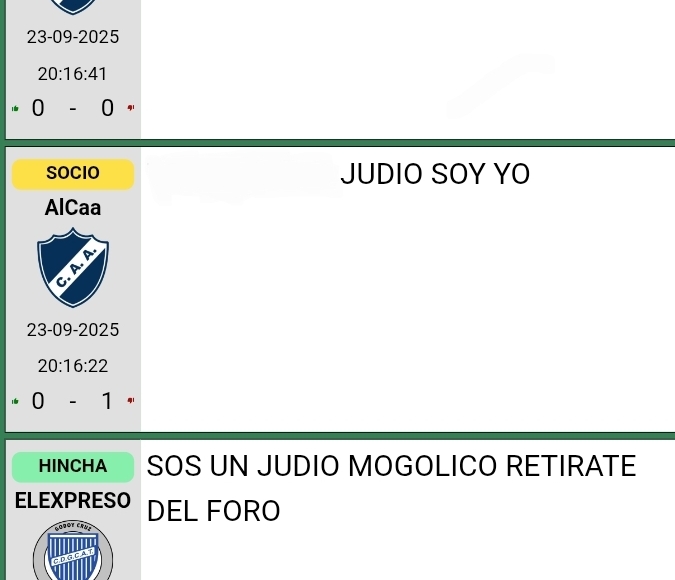 23-09-2025
20:16:41
0 - 0
SOCIO
AlCaa
C.A.A.
23-09-2025
20:16:22
0 - 1
JUDIO SOY YO
HINCHA
ELEXPRESO
GODOY CRUZ
C.D.G.C.A.T.
SOS UN JUDIO MOGOLICO RETIRATE
DEL FORO